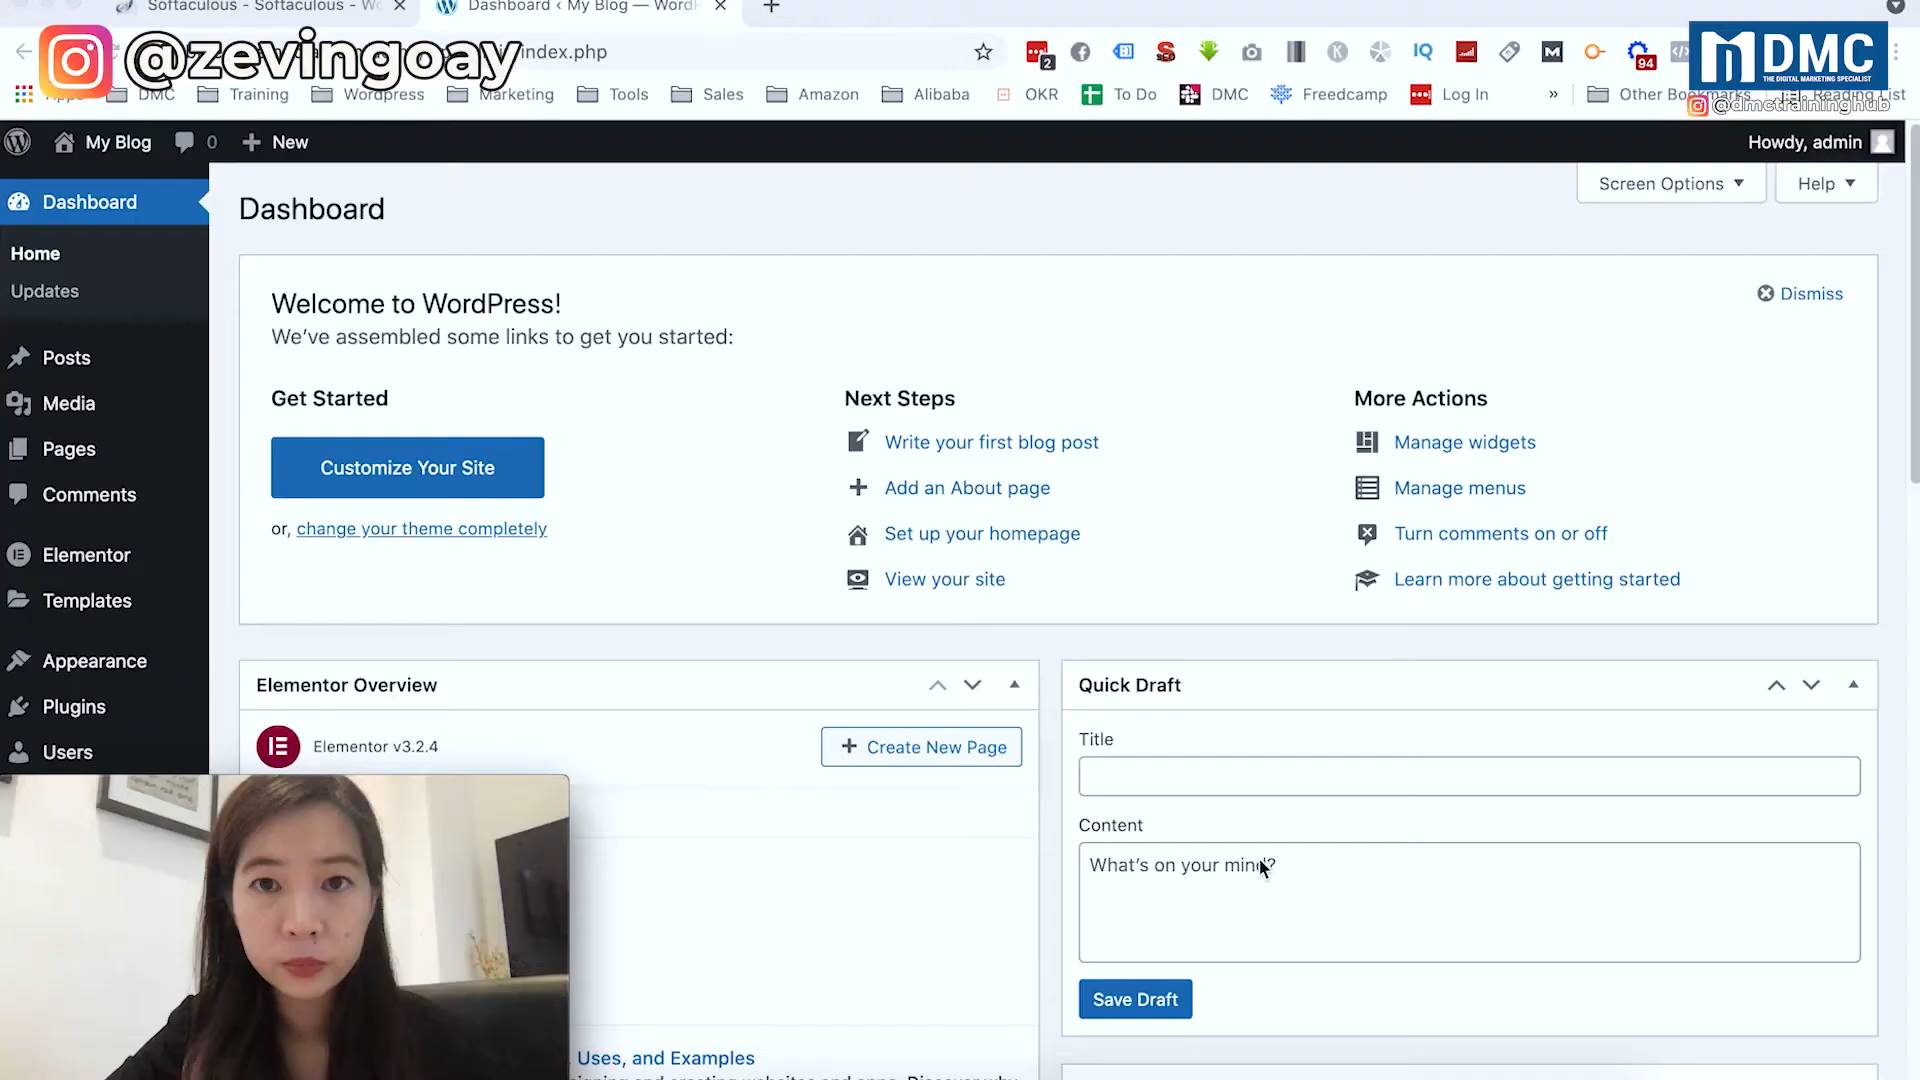 Softaculous - Softaculous - W
Dashboard ‹ My Blog — WordP
@zevingoay
index.php
2
IQ
94
DMC
THE DIGITAL MARKETING SPECIALIST
@dmctraininghub
Apps
DMC
Training
Wordpress
Marketing
Tools
Sales
Amazon
Alibaba
OKR
To Do
DMC
Freedcamp
Log In
»
Other Bookmarks
Reading List
My Blog
0
New
Howdy, admin
Screen Options
Help
Dashboard
Home
Updates
Posts
Media
Pages
Comments
Elementor
Templates
Appearance
Plugins
Users
Dashboard
Welcome to WordPress!
We’ve assembled some links to get you started:
Dismiss
Get Started
Customize Your Site
or, change your theme completely
Next Steps
Write your first blog post
Add an About page
Set up your homepage
View your site
More Actions
Manage widgets
Manage menus
Turn comments on or off
Learn more about getting started
Elementor Overview
Elementor v3.2.4
Create New Page
Uses, and Examples
Quick Draft
Title
Content
What’s on your mind?
Save Draft